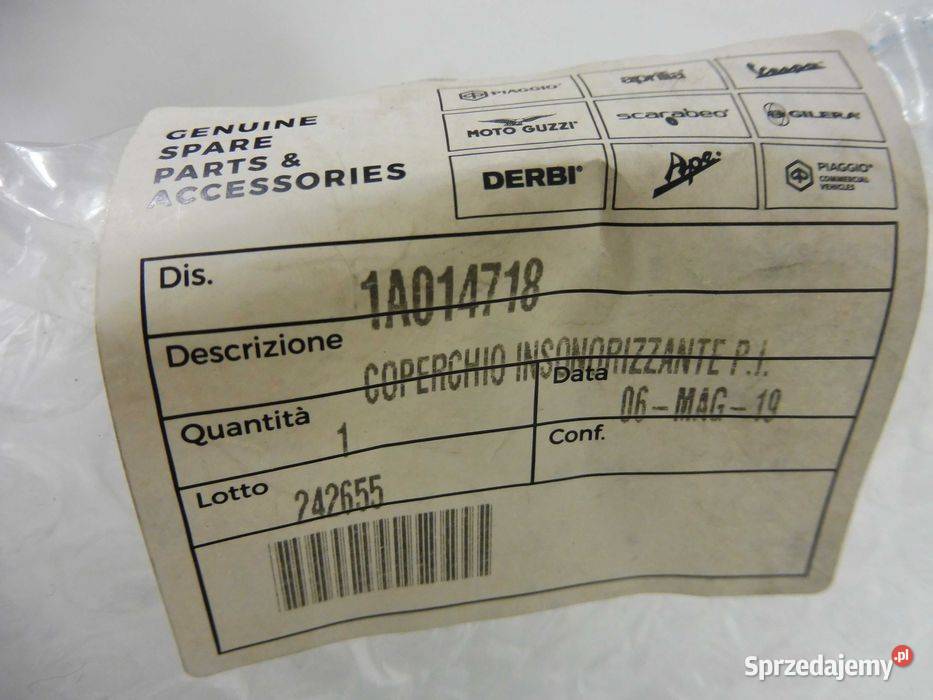 GENUINE
SPARE
PARTS &
ACCESSORIES
PIAGGIO®
aprilia®
Vespa
MOTO GUZZI®
scarabeo®
GILERA®
DERBI®
Ape®
PIAGGIO®
COMMERCIAL
VEHICLES
Dis. 1A014718
Descrizione COPERCHIO INSONORIZZANTE P.I.
Quantità 1
Data 06-MAG-19
Conf.
Lotto 242655
Sprzedajemy.pl